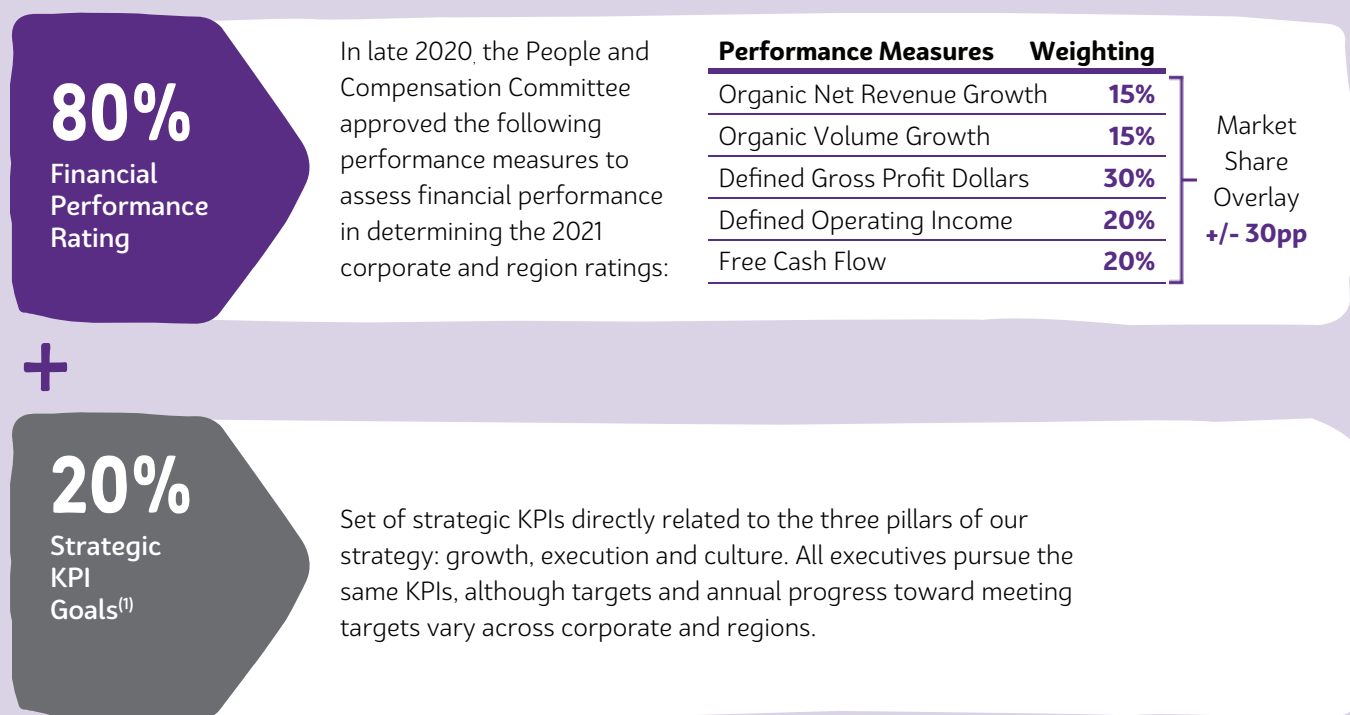 80%
Financial
Performance
Rating
In late 2020, the People and
Compensation Committee
approved the following
performance measures to
assess financial performance
in determining the 2021
corporate and region ratings:
Performance Measures Weighting
Organic Net Revenue Growth 15%
Organic Volume Growth 15%
Defined Gross Profit Dollars 30%
Defined Operating Income 20%
Free Cash Flow 20%
Market
Share
Overlay
+/- 30pp
+
20%
Strategic
KPI
Goals(1)
Set of strategic KPIs directly related to the three pillars of our
strategy: growth, execution and culture. All executives pursue the
same KPIs, although targets and annual progress toward meeting
targets vary across corporate and regions.